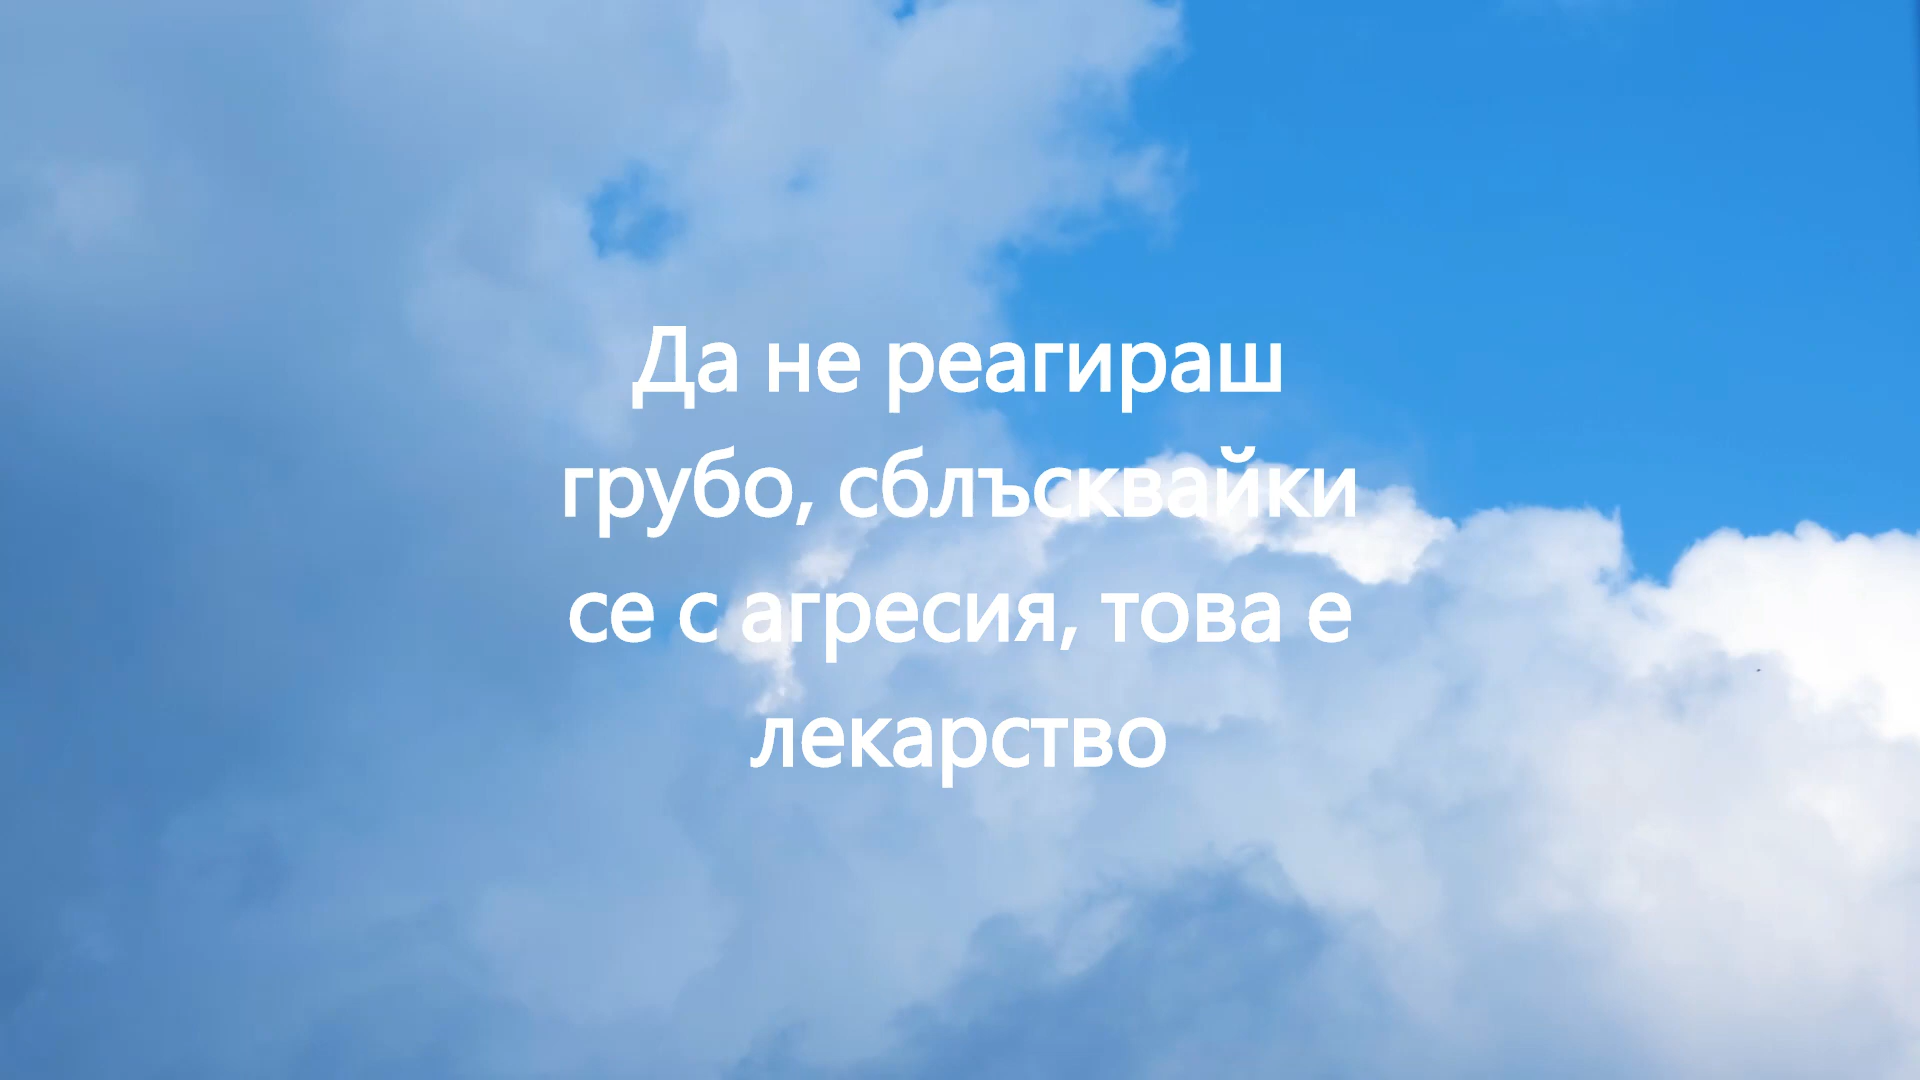 Да не реагираш
грубо, сблъсквайки
се с агресия, това е
лекарство